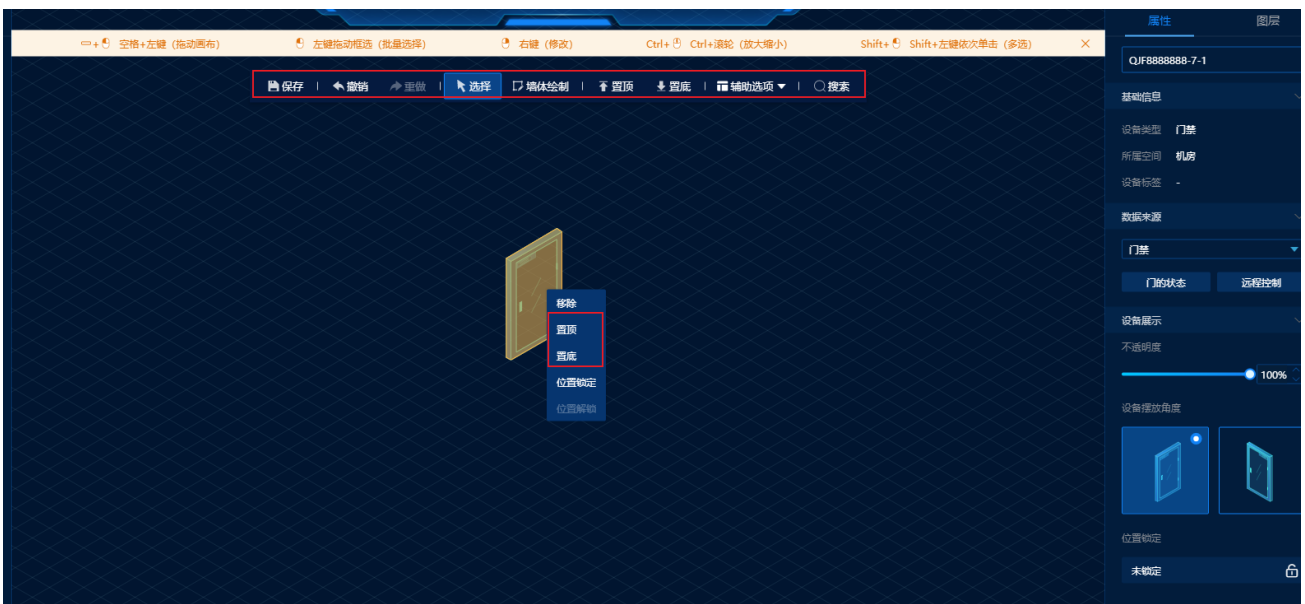 属性 图层
空格+左键（拖动画布） 左键拖动框选（批量选择） 右键（修改） Ctrl+ Ctrl+滚轮（放大缩小） Shift+ Shift+左键依次单击（多选）
QJF8888888-7-1
保存 撤销 重做 选择 墙体绘制 置顶 置底 辅助选项 搜索
基础信息
设备类型 门禁
所属空间 机房
设备标签 -
数据来源
门禁
门的状态 远程控制
移除
置顶
置底
位置锁定
位置解锁
设备展示
不透明度
100%
设备摆放角度
位置锁定
未锁定